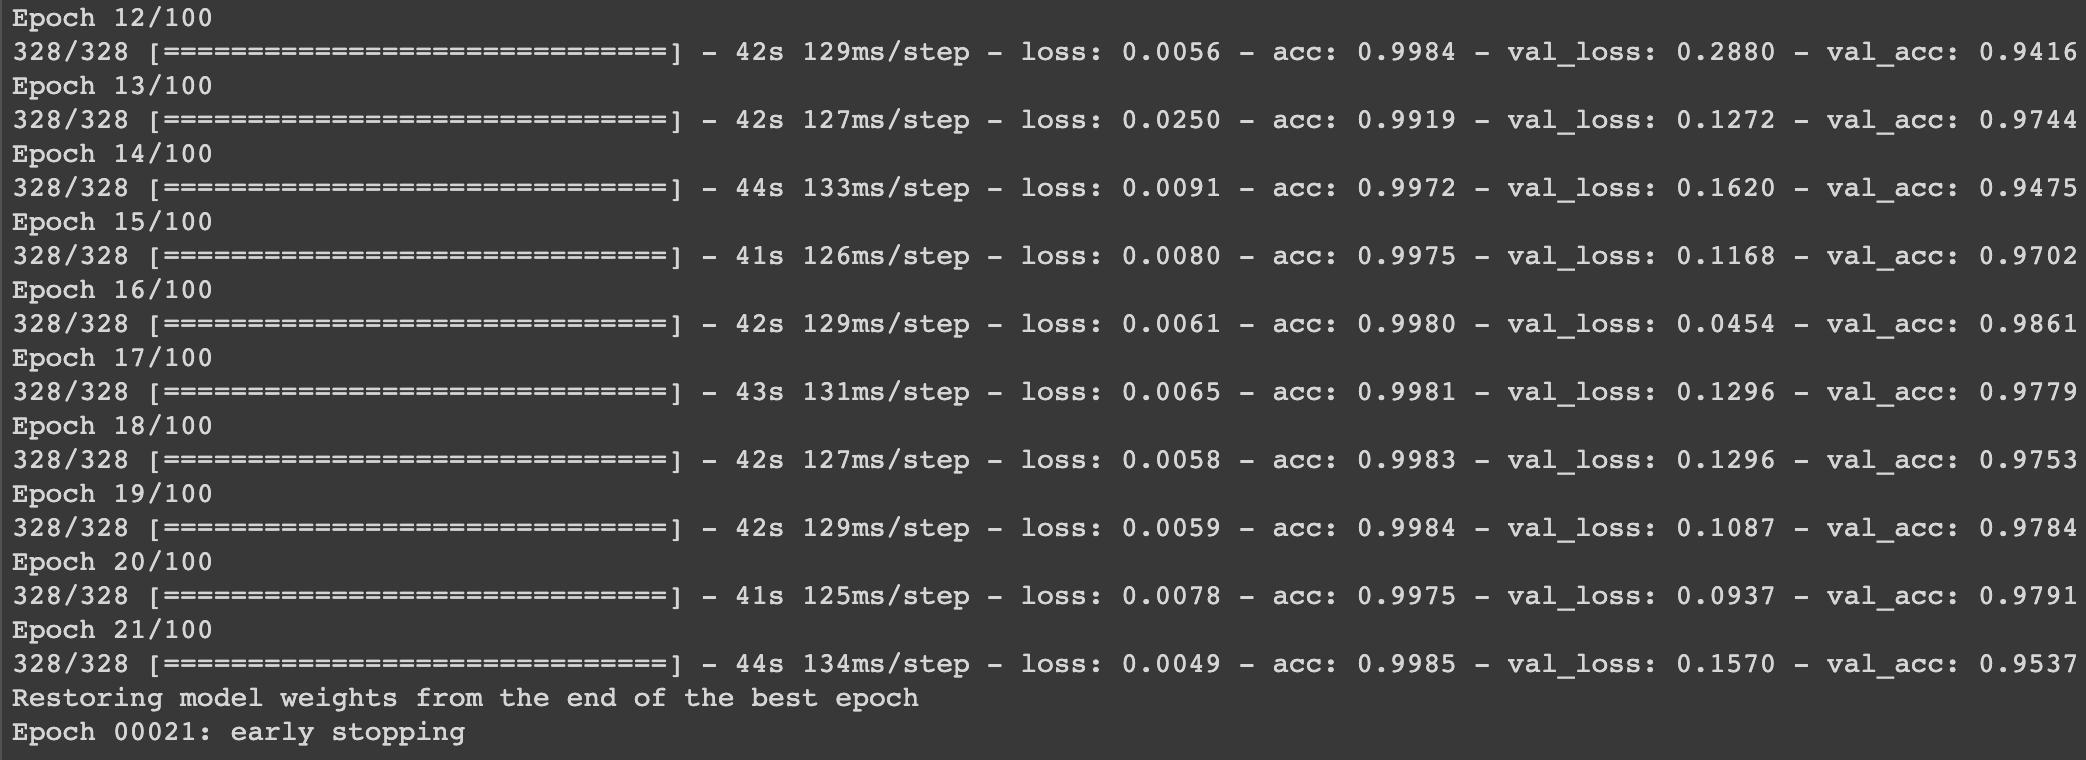 Epoch 12/100
328/328 [==============================] - 42s 129ms/step - loss: 0.0056 - acc: 0.9984 - val_loss: 0.2880 - val_acc: 0.9416
Epoch 13/100
328/328 [==============================] - 42s 127ms/step - loss: 0.0250 - acc: 0.9919 - val_loss: 0.1272 - val_acc: 0.9744
Epoch 14/100
328/328 [==============================] - 44s 133ms/step - loss: 0.0091 - acc: 0.9972 - val_loss: 0.1620 - val_acc: 0.9475
Epoch 15/100
328/328 [==============================] - 41s 126ms/step - loss: 0.0080 - acc: 0.9975 - val_loss: 0.1168 - val_acc: 0.9702
Epoch 16/100
328/328 [==============================] - 42s 129ms/step - loss: 0.0061 - acc: 0.9980 - val_loss: 0.0454 - val_acc: 0.9861
Epoch 17/100
328/328 [==============================] - 43s 131ms/step - loss: 0.0065 - acc: 0.9981 - val_loss: 0.1296 - val_acc: 0.9779
Epoch 18/100
328/328 [==============================] - 42s 127ms/step - loss: 0.0058 - acc: 0.9983 - val_loss: 0.1296 - val_acc: 0.9753
Epoch 19/100
328/328 [==============================] - 42s 129ms/step - loss: 0.0059 - acc: 0.9984 - val_loss: 0.1087 - val_acc: 0.9784
Epoch 20/100
328/328 [==============================] - 41s 125ms/step - loss: 0.0078 - acc: 0.9975 - val_loss: 0.0937 - val_acc: 0.9791
Epoch 21/100
328/328 [==============================] - 44s 134ms/step - loss: 0.0049 - acc: 0.9985 - val_loss: 0.1570 - val_acc: 0.9537
Restoring model weights from the end of the best epoch
Epoch 00021: early stopping